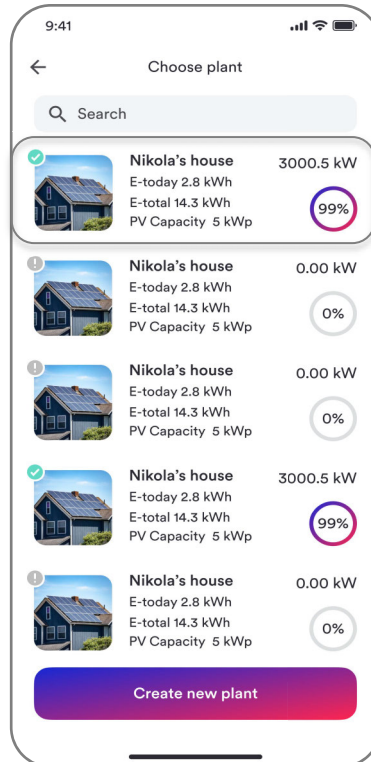 9:41
Choose plant
Search
Nikola's house 3000.5 kW
E-today 2.8 kWh
E-total 14.3 kWh 99%
PV Capacity 5 kWp
Nikola's house 0.00 kW
E-today 2.8 kWh
E-total 14.3 kWh 0%
PV Capacity 5 kWp
Nikola's house 0.00 kW
E-today 2.8 kWh
E-total 14.3 kWh 0%
PV Capacity 5 kWp
Nikola's house 3000.5 kW
E-today 2.8 kWh
E-total 14.3 kWh 99%
PV Capacity 5 kWp
Nikola's house 0.00 kW
E-today 2.8 kWh
E-total 14.3 kWh 0%
PV Capacity 5 kWp
Create new plant